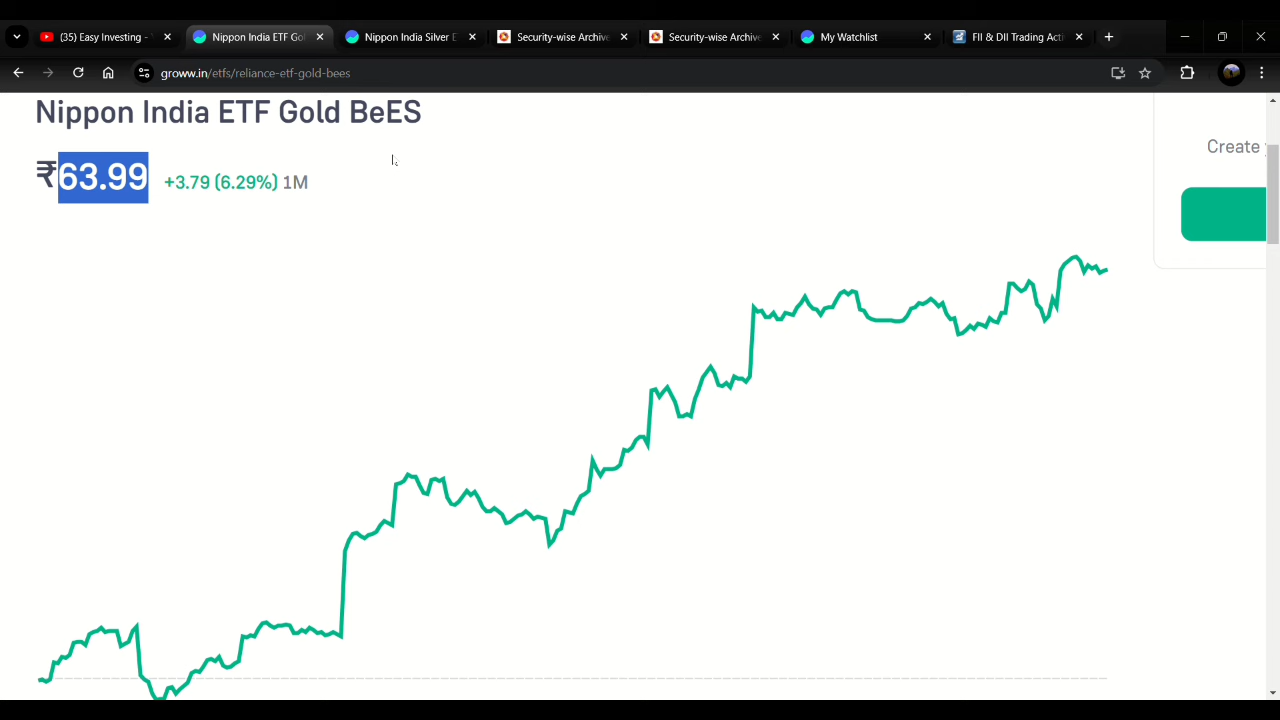 (35) Easy Investing -
Nippon India ETF Gol
Nippon India Silver E
Security-wise Archive
Security-wise Archive
My Watchlist
FII & DII Trading Acti
groww.in/etfs/reliance-etf-gold-bees
Nippon India ETF Gold BeES
₹63.99 +3.79 (6.29%) 1M
Create